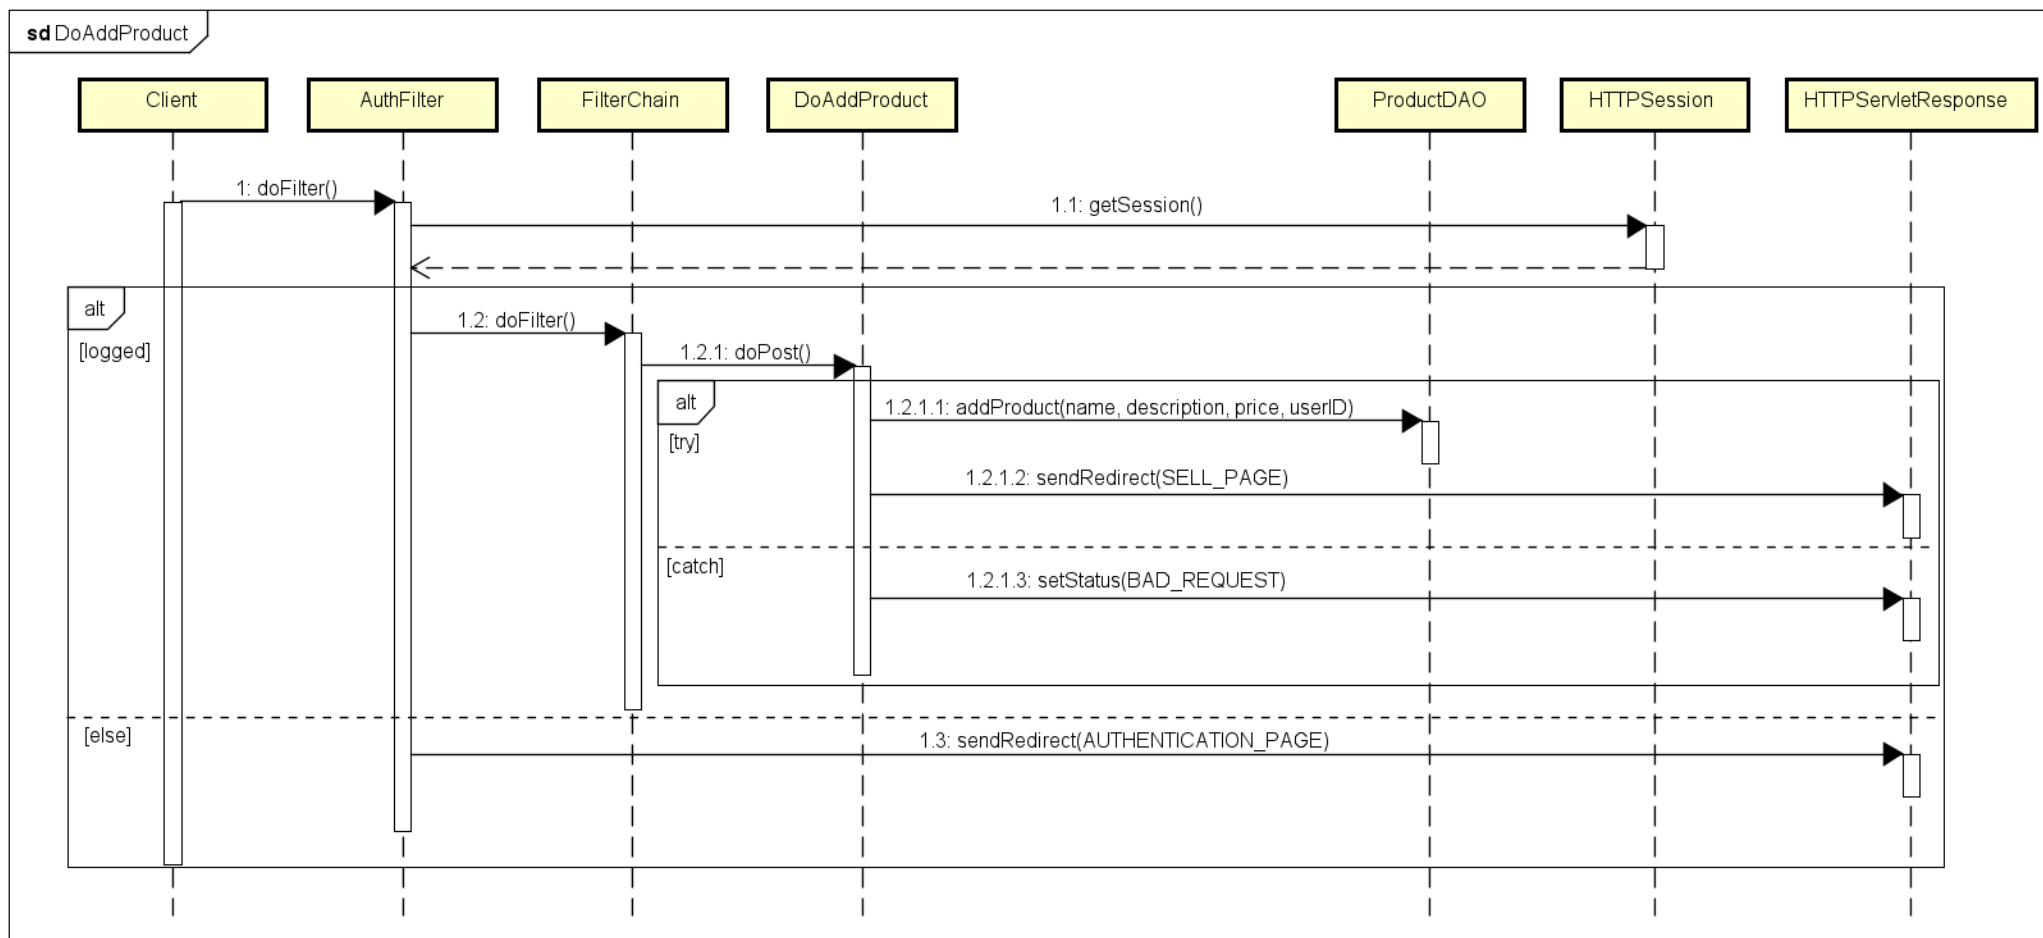 sd DoAddProduct
Client
AuthFilter
FilterChain
DoAddProduct
ProductDAO
HTTPSession
HTTPServletResponse
1: doFilter()
1.1: getSession()
alt
1.2: doFilter()
[logged]
1.2.1: doPost()
alt
1.2.1.1: addProduct(name, description, price, userID)
[try]
1.2.1.2: sendRedirect(SELL_PAGE)
[catch]
1.2.1.3: setStatus(BAD_REQUEST)
[else]
1.3: sendRedirect(AUTHENTICATION_PAGE)